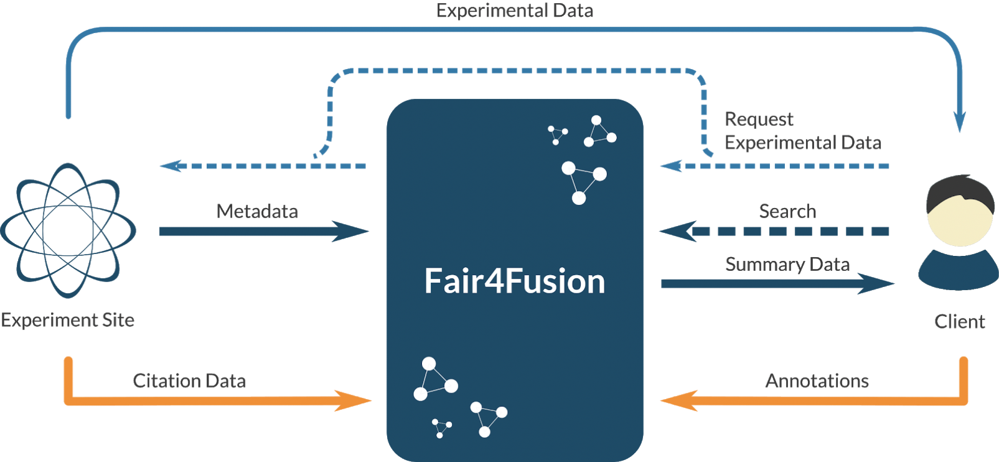 Experimental Data
Request
Experimental Data
Metadata
Search
Summary Data
Fair4Fusion
Experiment Site
Client
Citation Data
Annotations